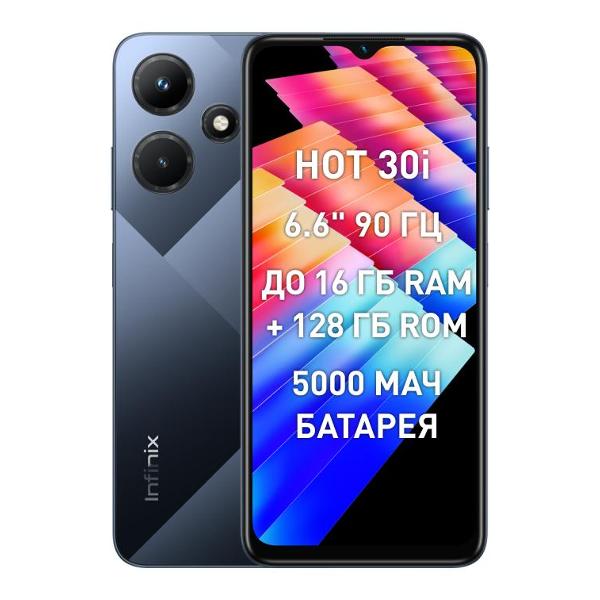 HOT 30i
6.6" 90 ГЦ
ДО 16 ГБ RAM
+ 128 ГБ ROM
5000 МАЧ
БАТАРЕЯ
Infinix